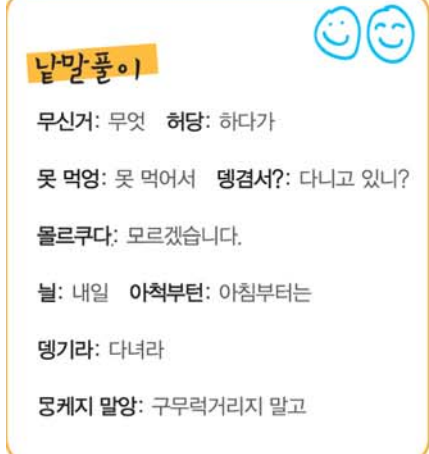 낱말풀이
무신거: 무엇 허당: 하다가
못 먹엉: 못 먹어서 뎅겸서?: 다니고 있니?
몰르쿠다: 모르겠습니다.
늴: 내일 아척부턴: 아침부터는
뎅기라: 다녀라
뭉케지 말앙: 구무럭거리지 말고